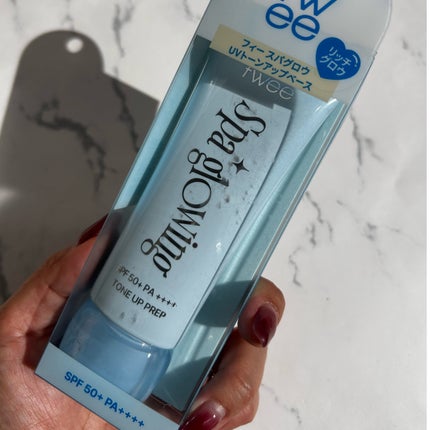 fwee
フィー スパグロウ
UVトーンアップベース
リッチ
グロウ
fwee
Spa glowing
SPF 50+ PA ++++
TONE UP PREP
SPF 50+ PA++++